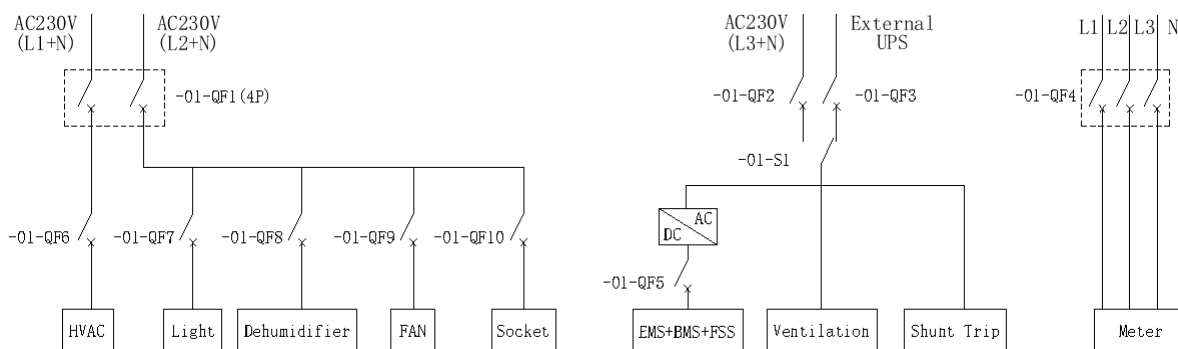 AC230V
(L1+N)
AC230V
(L2+N)
-01-QF1(4P)
-01-QF6
-01-QF7
-01-QF8
-01-QF9
-01-QF10
HVAC
Light
Dehumidifier
FAN
Socket
AC230V
(L3+N)
External
UPS
-01-QF2
-01-QF3
-01-S1
AC
DC
-01-QF5
EMS+BMS+FSS
Ventilation
Shunt Trip
L1 L2 L3 N
-01-QF4
Meter